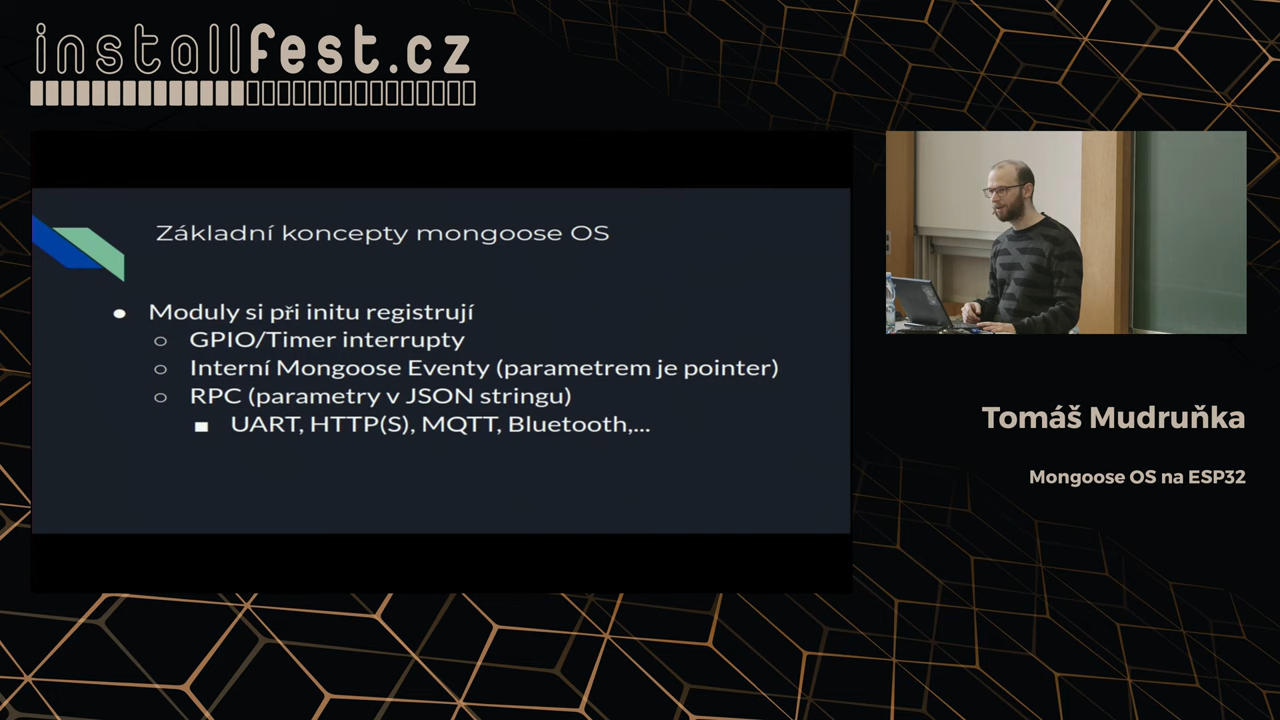 installfest.cz
Základní koncepty mongoose OS
● Moduly si při initu registrují
○ GPIO/Timer interrupty
○ Interní Mongoose Eventy (parametrem je pointer)
○ RPC (parametry v JSON stringu)
■ UART, HTTP(S), MQTT, Bluetooth,...
Tomáš Mudruňka
Mongoose OS na ESP32